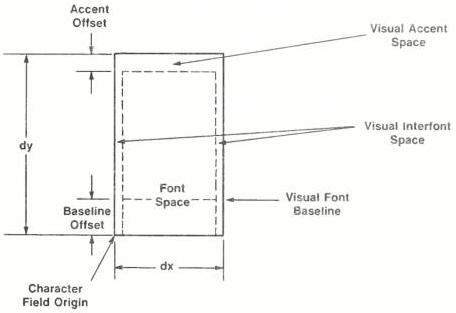 Accent
Offset
Visual Accent
Space
dy
Visual Interfont
Space
Font
Space
Baseline
Offset
Visual Font
Baseline
dx
Character
Field Origin